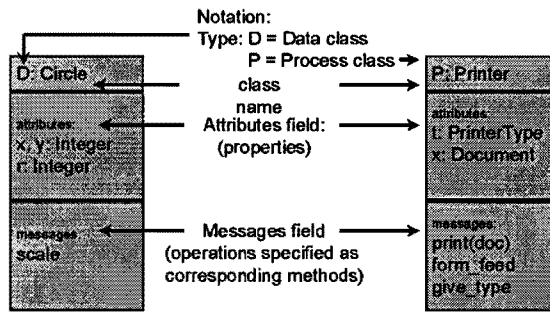 Notation:
Type: D = Data class
P = Process class
D: Circle
class
name
P: Printer
attributes:
x, y: Integer
r: Integer
Attributes field:
(properties)
attributes
t: PrinterType
x: Document
messages
scale
Messages field
(operations specified as
corresponding methods)
messages:
print(doc)
form_feed
give_type